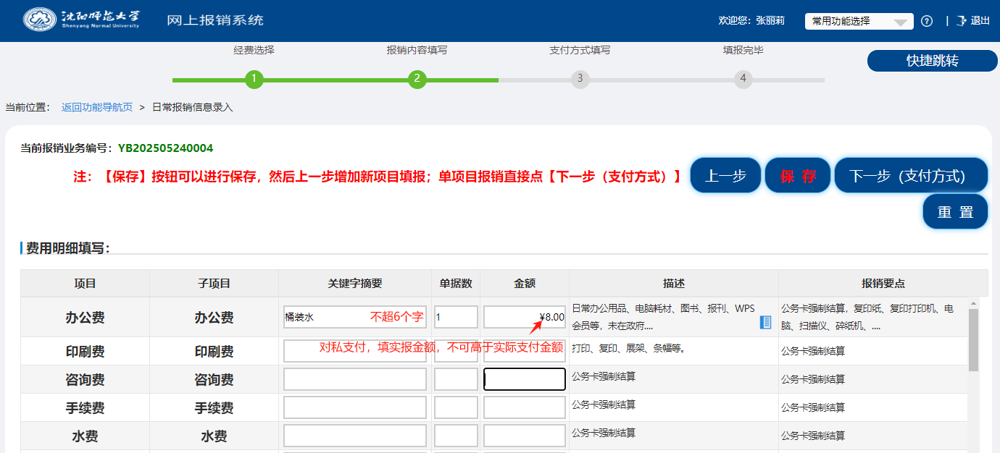 沈阳师范大学
Shenyang Normal University
网上报销系统
欢迎您：张丽莉
常用功能选择
?
| 退出
经费选择 报销内容填写 支付方式填写 填报完毕
快捷跳转
1 2 3 4
当前位置： 返回功能导航页 > 日常报销信息录入
当前报销业务编号：YB202505240004
注：【保存】按钮可以进行保存，然后上一步增加新项目填报；单项目报销直接点【下一步（支付方式）】
上一步 保 存 下一步（支付方式）
重 置
费用明细填写：
项目 子项目 关键字摘要 单据数 金额 描述 报销要点
办公费 办公费 桶装水 不超6个字 1 ¥8.00 日常办公用品、电脑耗材、图书、报刊、WPS 公务卡强制结算，复印纸、复印打印机、电
会员等，未在政府.... 脑、扫描仪、碎纸机、....
对私支付，填实报金额，不可高于实际支付金额
印刷费 印刷费 打印、复印、展架、条幅等。 公务卡强制结算
咨询费 咨询费 公务卡强制结算 公务卡强制结算
手续费 手续费 公务卡强制结算 公务卡强制结算
水费 水费 公务卡强制结算 公务卡强制结算